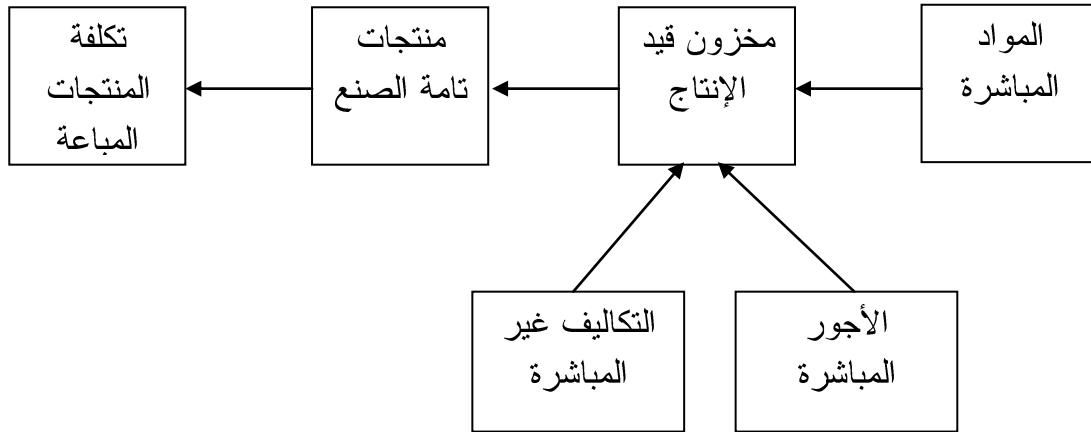 المواد
المباشرة
مخزون قيد
الإنتاج
منتجات
تامة الصنع
تكلفة
المنتجات
المباعة
الأجور
المباشرة
التكاليف غير
المباشرة